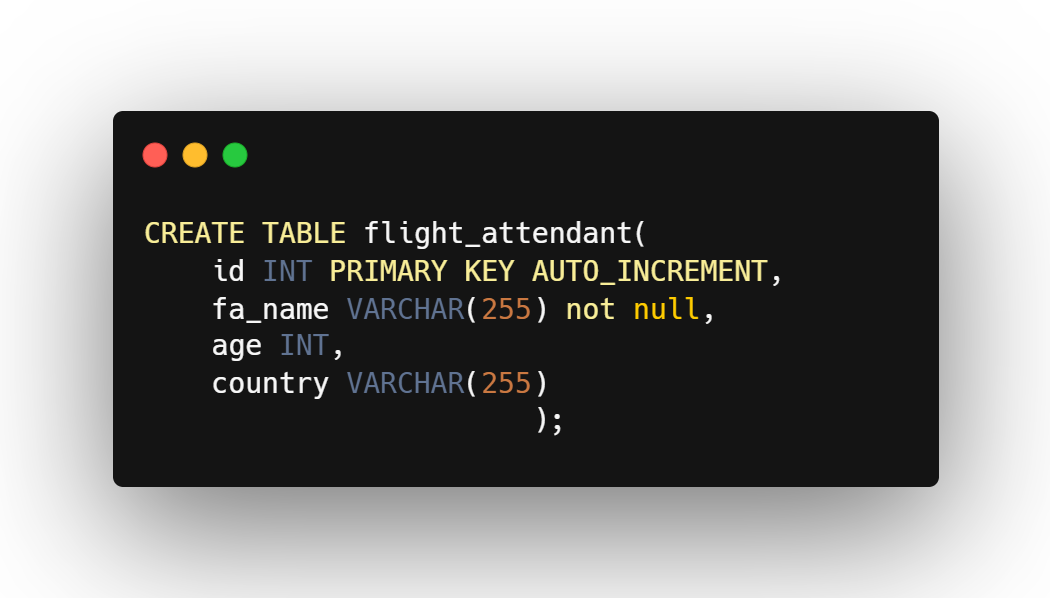 CREATE TABLE flight_attendant(
    id INT PRIMARY KEY AUTO_INCREMENT,
    fa_name VARCHAR(255) not null,
    age INT,
    country VARCHAR(255)
                       );